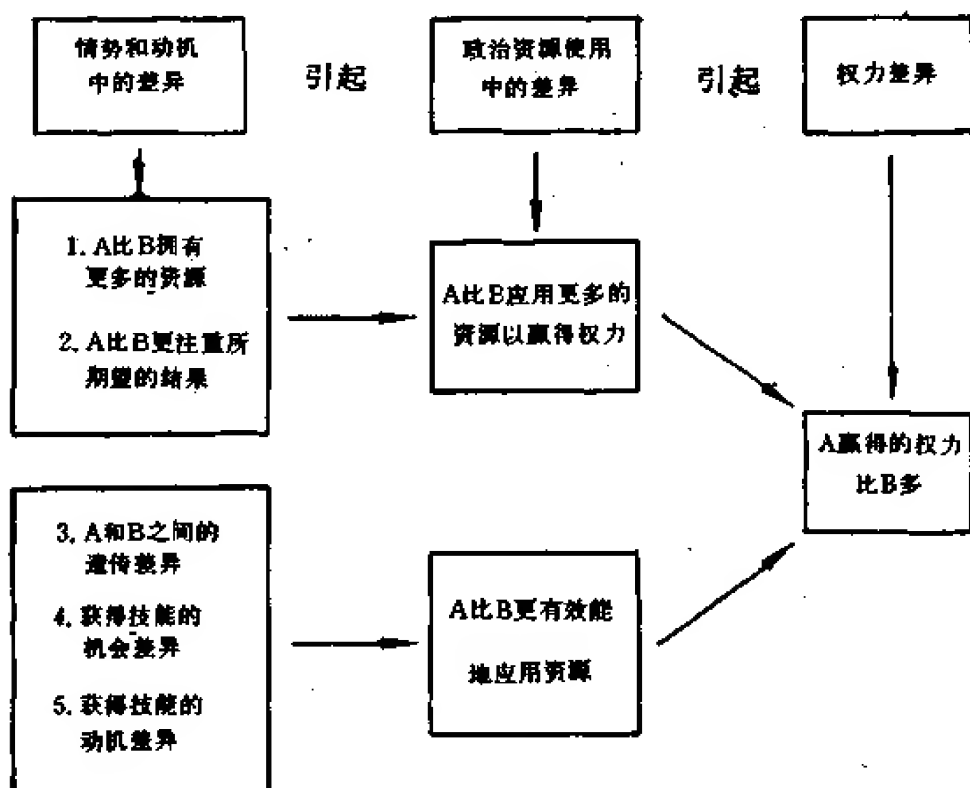 情势和动机
中的差异
引起
政治资源使用
中的差异
引起
权力差异
1. A比B拥有
更多的资源
2. A比B更注重所
期望的结果
A比B应用更多的
资源以赢得权力
A赢得的权力
比B多
3. A和B之间的
遗传差异
4. 获得技能的
机会差异
5. 获得技能的
动机差异
A比B更有效能
地应用资源